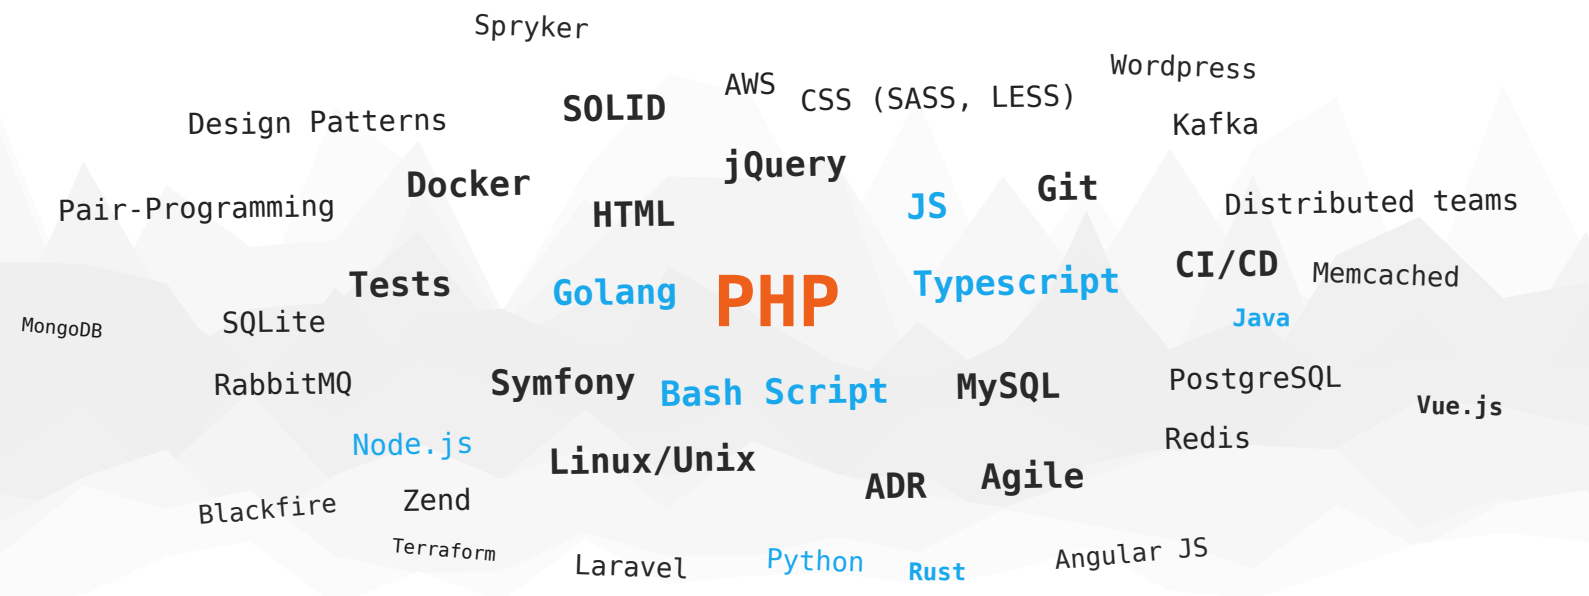 Spryker
Wordpress
AWS
CSS (SASS, LESS)
SOLID
Design Patterns
Kafka
jQuery
Docker
Git
JS
Pair-Programming
HTML
Distributed teams
CI/CD
Memcached
Tests
Golang
PHP
Typescript
Java
MongoDB
SQLite
RabbitMQ
Symfony
Bash Script
MySQL
PostgreSQL
Vue.js
Node.js
Redis
Linux/Unix
ADR
Agile
Blackfire
Zend
Terraform
Laravel
Python
Rust
Angular JS